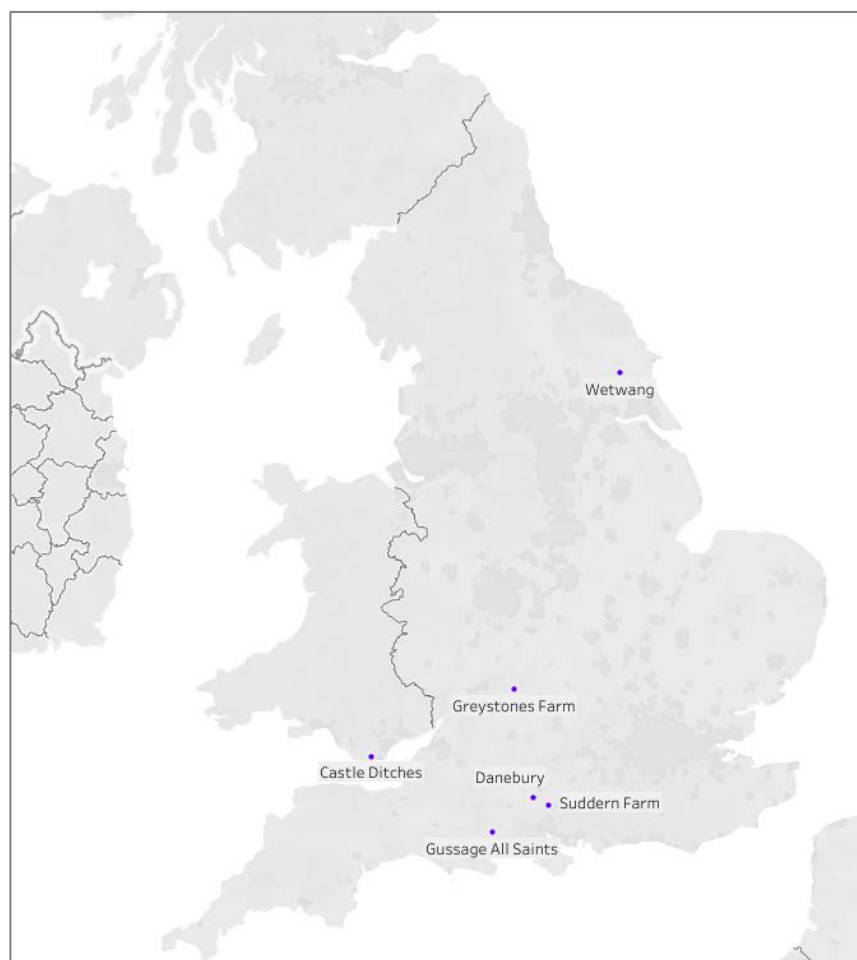 Wetwang
Greystones Farm
Castle Ditches
Danebury
Suddern Farm
Gussage All Saints